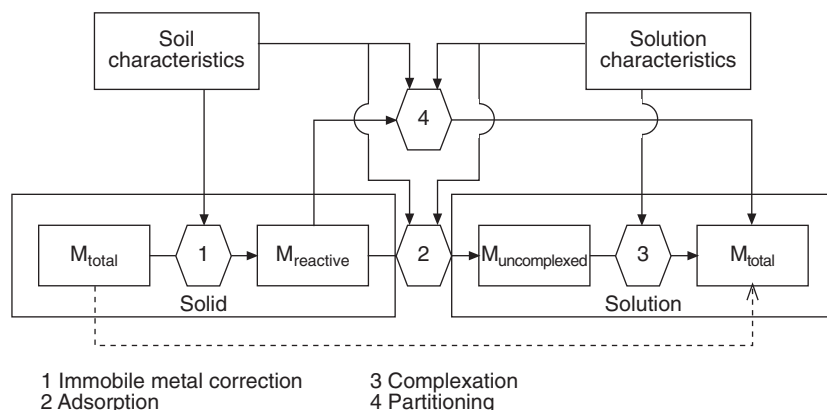 Soil
characteristics
Solution
characteristics
4
M_total
1
M_reactive
2
M_uncomplexed
3
M_total
Solid
Solution
1 Immobile metal correction
2 Adsorption
3 Complexation
4 Partitioning